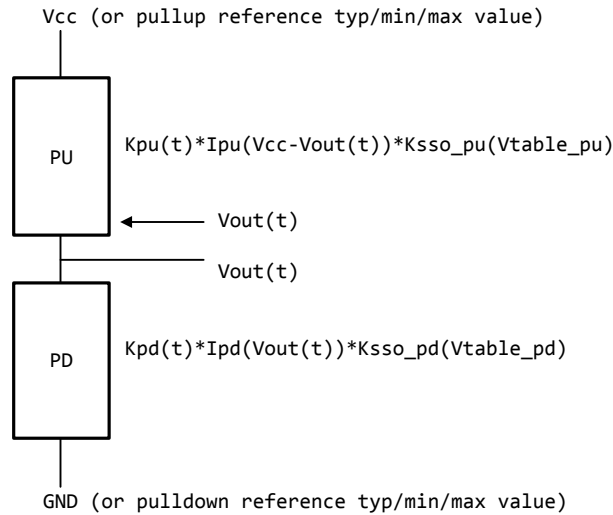 Vcc (or pullup reference typ/min/max value)
PU
Kpu(t)*Ipu(Vcc-Vout(t))*Ksso_pu(Vtable_pu)
Vout(t)
Vout(t)
PD
Kpd(t)*Ipd(Vout(t))*Ksso_pd(Vtable_pd)
GND (or pulldown reference typ/min/max value)